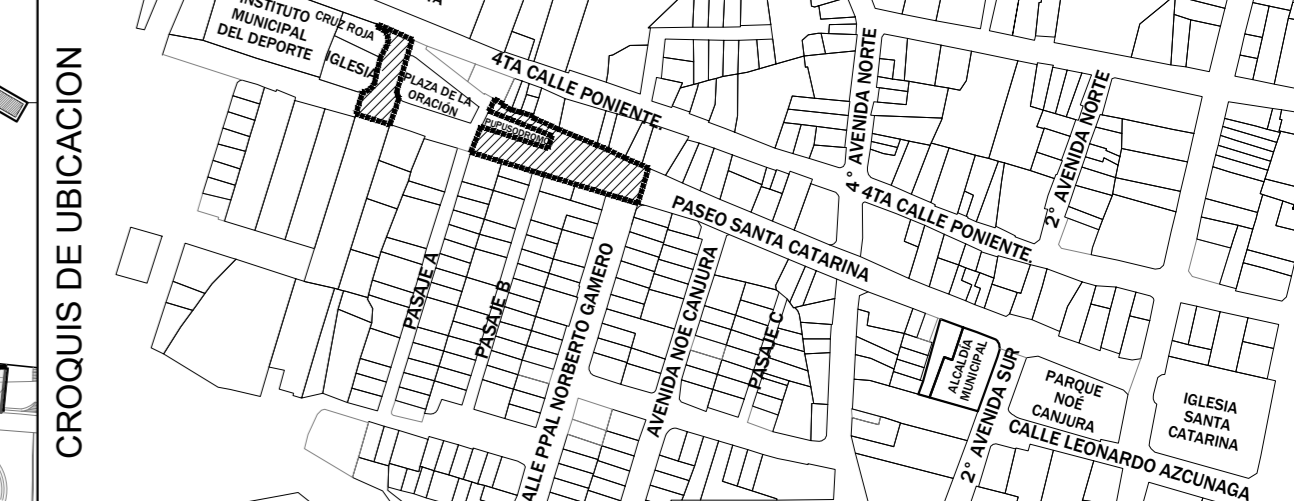 CROQUIS DE UBICACION
INSTITUTO
MUNICIPAL
DEL DEPORTE
CRUZ ROJA
IGLESIA
PLAZA DE LA
ORACIÓN
PUPUSODROMO
4TA CALLE PONIENTE.
4° AVENIDA NORTE
2° AVENIDA NORTE
4TA CALLE PONIENTE.
PASEO SANTA CATARINA
PASAJE A
PASAJE B
ALLE PPAL NORBERTO GAMERO
AVENIDA NOE CANJURA
PASAJE C
ALCALDIA
MUNICIPAL
2° AVENIDA SUR
PARQUE
NOÉ
CANJURA
IGLESIA
SANTA
CATARINA
CALLE LEONARDO AZCUNAGA